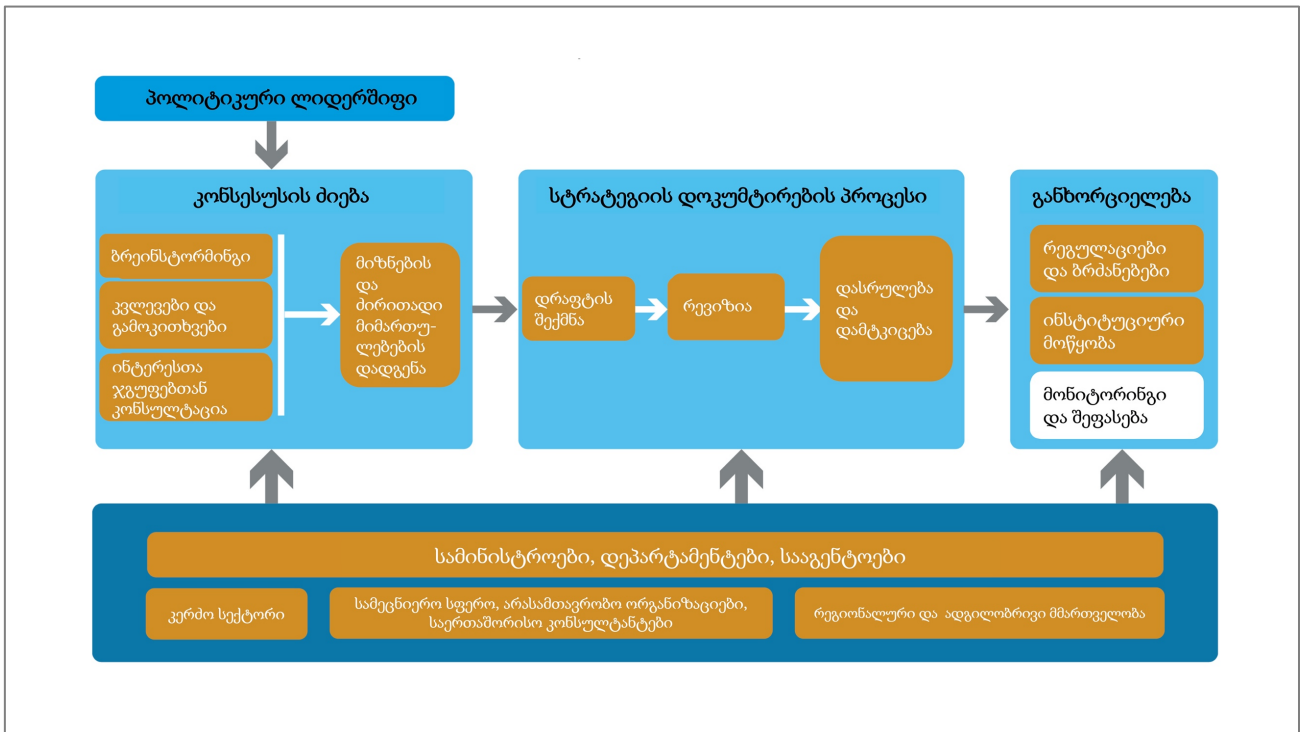 პოლიტიკური ლიდერშიფი
კონსესუსის ძიება
ბრეინსტორმინგი
კვლევები და
გამოკითხვები
ინტერესთა
ჯგუფებთან
კონსულტაცია
მიზნების
და
ძირითადი
მიმართუ-
ლებების
დადგენა
სტრატეგიის დოკუმტირების პროცესი
დრაფტის
შექმნა
რევიზია
დასრულება
და
დამტკიცება
განხორციელება
რეგულაციები
და ბრძანებები
ინსტიტუციური
მოწყობა
მონიტორინგი
და შეფასება
სამინისტროები, დეპარტამენტები, სააგენტოები
კერძო სექტორი
სამეცნიერო სფერო, არასამთავრობო ორგანიზაციები,
საერთაშორისო კონსულტანტები
რეგიონალური და ადგილობრივი მმართველობა